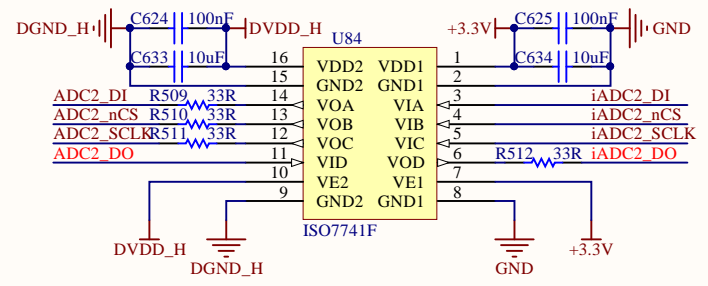 C624 100nF C625 100nF
DGND_H DVDD_H U84 +3.3V GND
C633 10uF C634 10uF
16 VDD2 VDD1 1
15 GND2 GND1 2
ADC2_DI R509 33R 14 VOA VIA 3 iADC2_DI
ADC2_nCS R510 33R 13 VOB VIB 4 iADC2_nCS
ADC2_SCLK R511 33R 12 VOC VIC 5 iADC2_SCLK
ADC2_DO 11 VID VOD 6 R512 33R iADC2_DO
10 VE2 VE1 7
9 GND2 GND1 8
ISO7741F
DVDD_H +3.3V
DGND_H GND